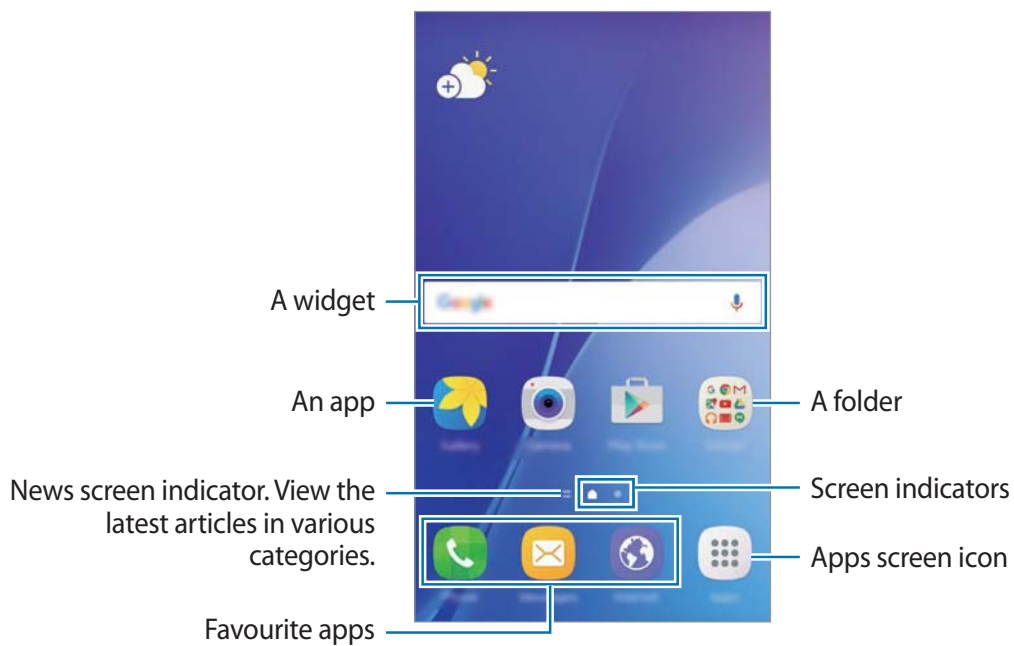 A widget
Google
An app
A folder
News screen indicator. View the
latest articles in various
categories.
Screen indicators
Apps screen icon
Favourite apps